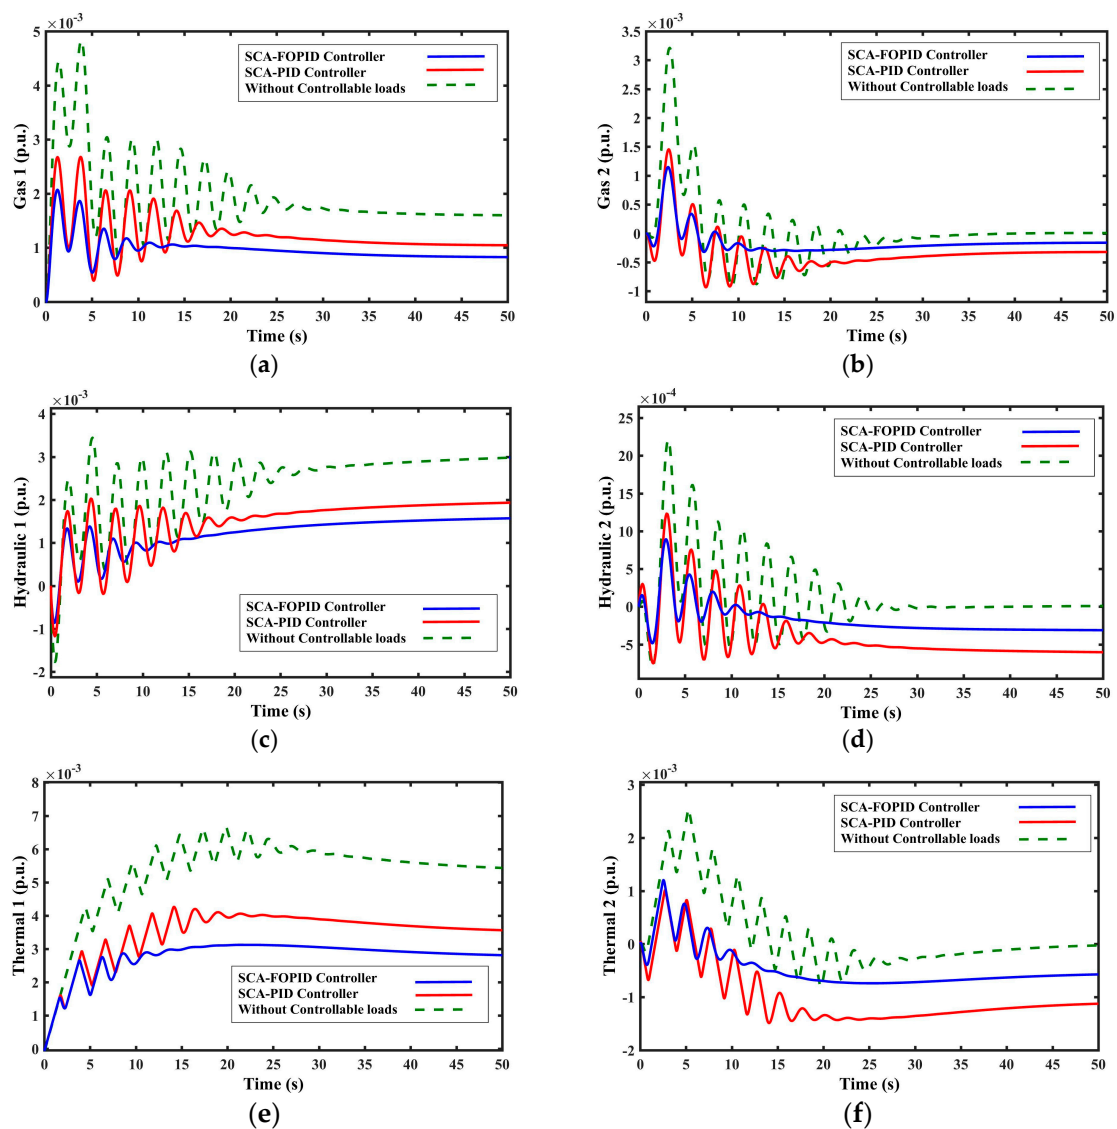 ×10⁻³
5
4
3
2
1
0
Gas 1 (p.u.)
SCA-FOPID Controller
SCA-PID Controller
Without Controllable loads
0 5 10 15 20 25 30 35 40 45 50
Time (s)
(a)
×10⁻³
3.5
3
2.5
2
1.5
1
0.5
0
-0.5
-1
Gas 2 (p.u.)
SCA-FOPID Controller
SCA-PID Controller
Without Controllable loads
0 5 10 15 20 25 30 35 40 45 50
Time (s)
(b)
×10⁻³
4
3
2
1
0
-1
-2
Hydraulic 1 (p.u.)
SCA-FOPID Controller
SCA-PID Controller
Without Controllable loads
0 5 10 15 20 25 30 35 40 45 50
Time (s)
(c)
×10⁻⁴
25
20
15
10
5
0
-5
Hydraulic 2 (p.u.)
SCA-FOPID Controller
SCA-PID Controller
Without Controllable loads
0 5 10 15 20 25 30 35 40 45 50
Time (s)
(d)
×10⁻³
8
7
6
5
4
3
2
1
0
Thermal 1 (p.u.)
SCA-FOPID Controller
SCA-PID Controller
Without Controllable loads
0 5 10 15 20 25 30 35 40 45 50
Time (s)
(e)
×10⁻³
3
2
1
0
-1
-2
Thermal 2 (p.u.)
SCA-FOPID Controller
SCA-PID Controller
Without Controllable loads
0 5 10 15 20 25 30 35 40 45 50
Time (s)
(f)